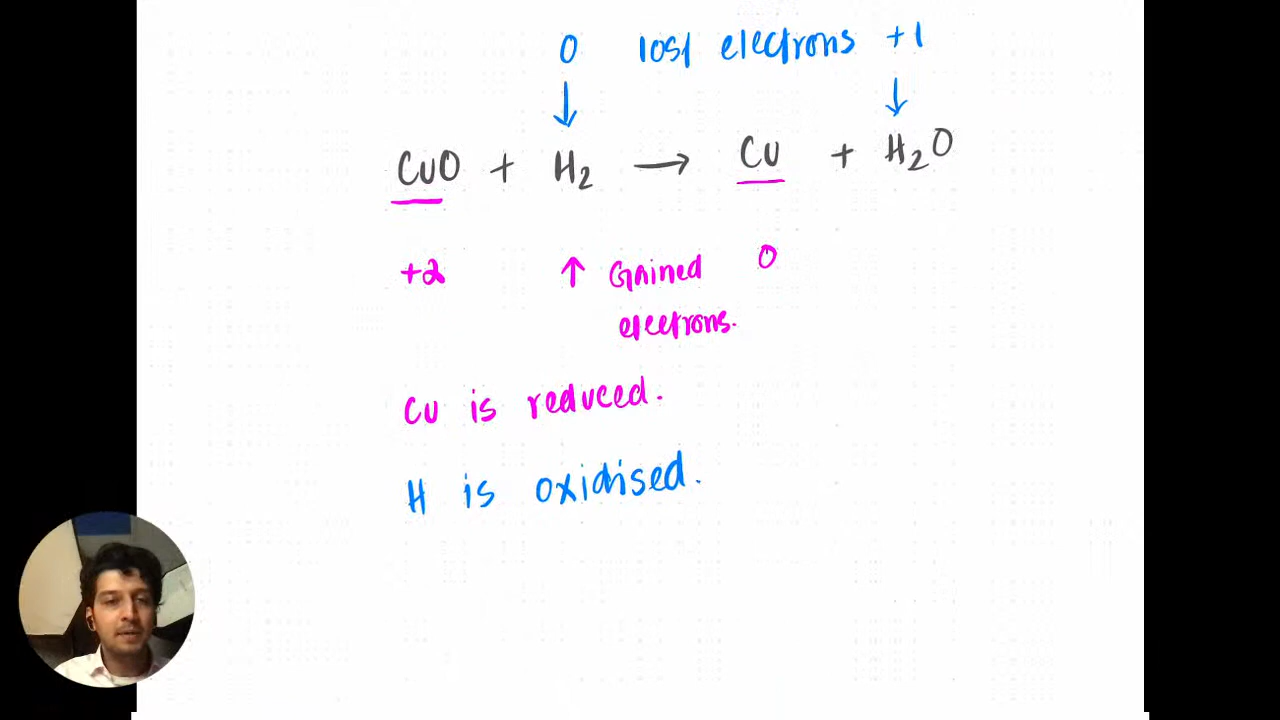 0 lost electrons +1
↓ ↓
CuO + H₂ → Cu + H₂O
+2 ↑ Gained 0
electrons.
Cu is reduced.
H is oxidised.